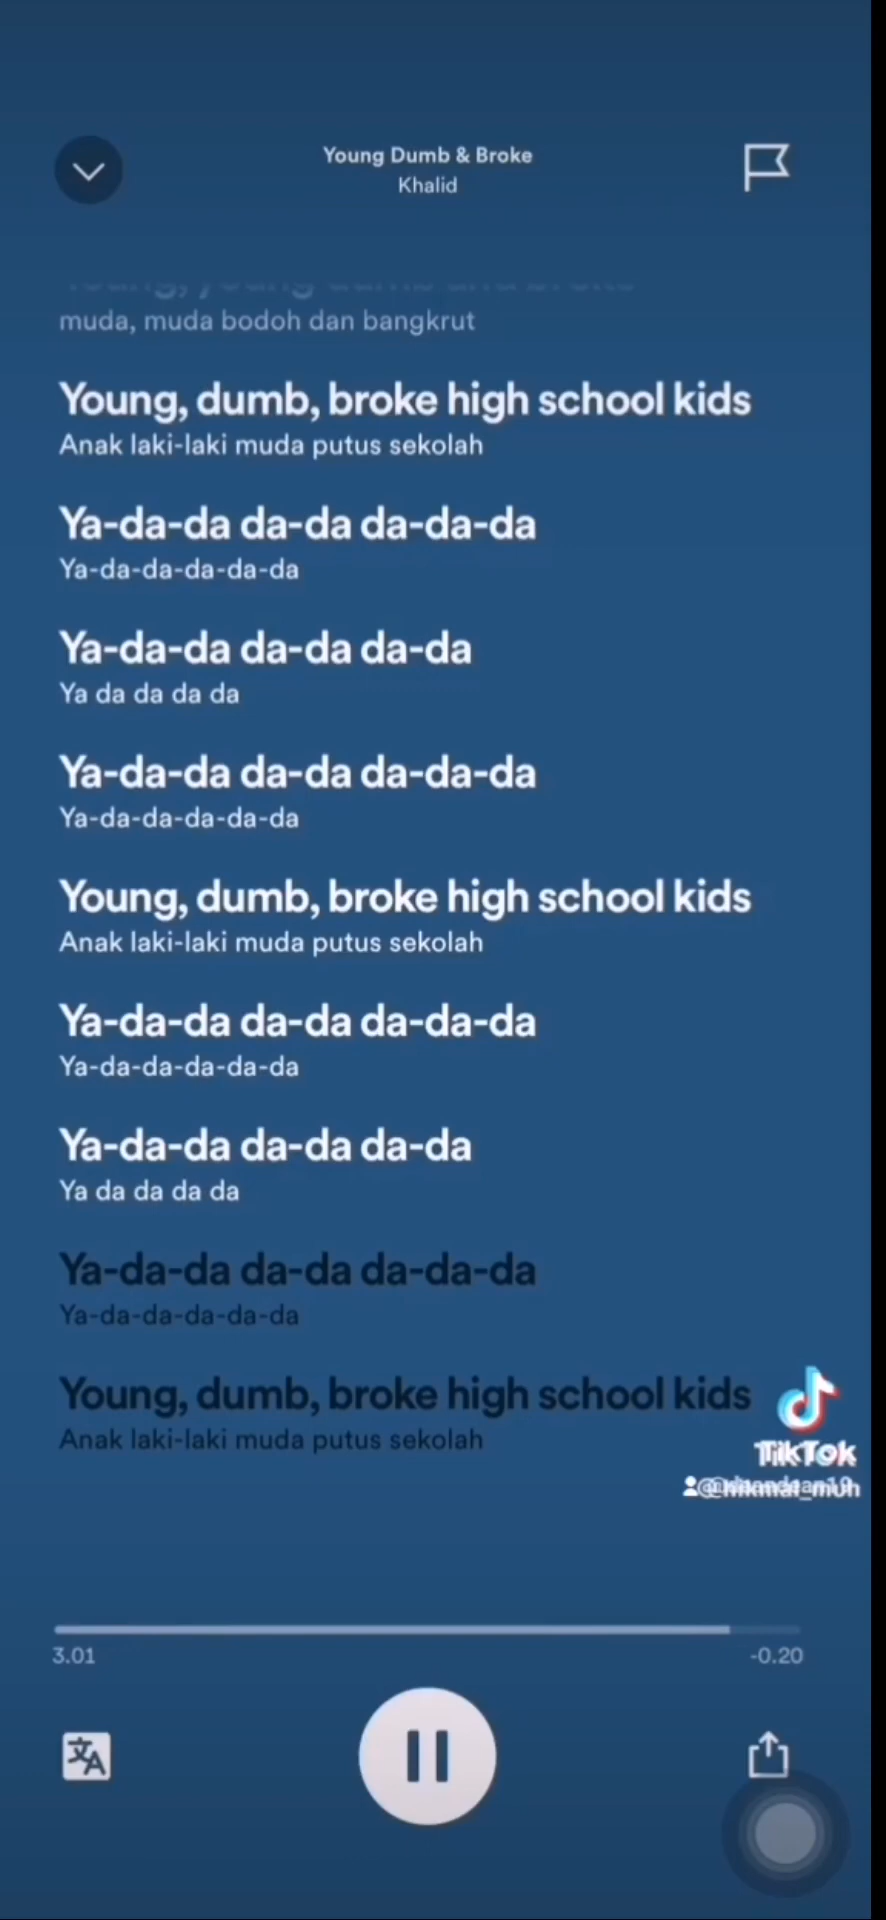 Young Dumb & Broke
Khalid
Young, young dumb and broke
muda, muda bodoh dan bangkrut
Young, dumb, broke high school kids
Anak laki-laki muda putus sekolah
Ya-da-da da-da da-da-da
Ya-da-da-da-da-da
Ya-da-da da-da da-da
Ya da da da da
Ya-da-da da-da da-da-da
Ya-da-da-da-da-da
Young, dumb, broke high school kids
Anak laki-laki muda putus sekolah
Ya-da-da da-da da-da-da
Ya-da-da-da-da-da
Ya-da-da da-da da-da
Ya da da da da
Ya-da-da da-da da-da-da
Ya-da-da-da-da-da
Young, dumb, broke high school kids
Anak laki-laki muda putus sekolah
TikTok
3.01
-0.20